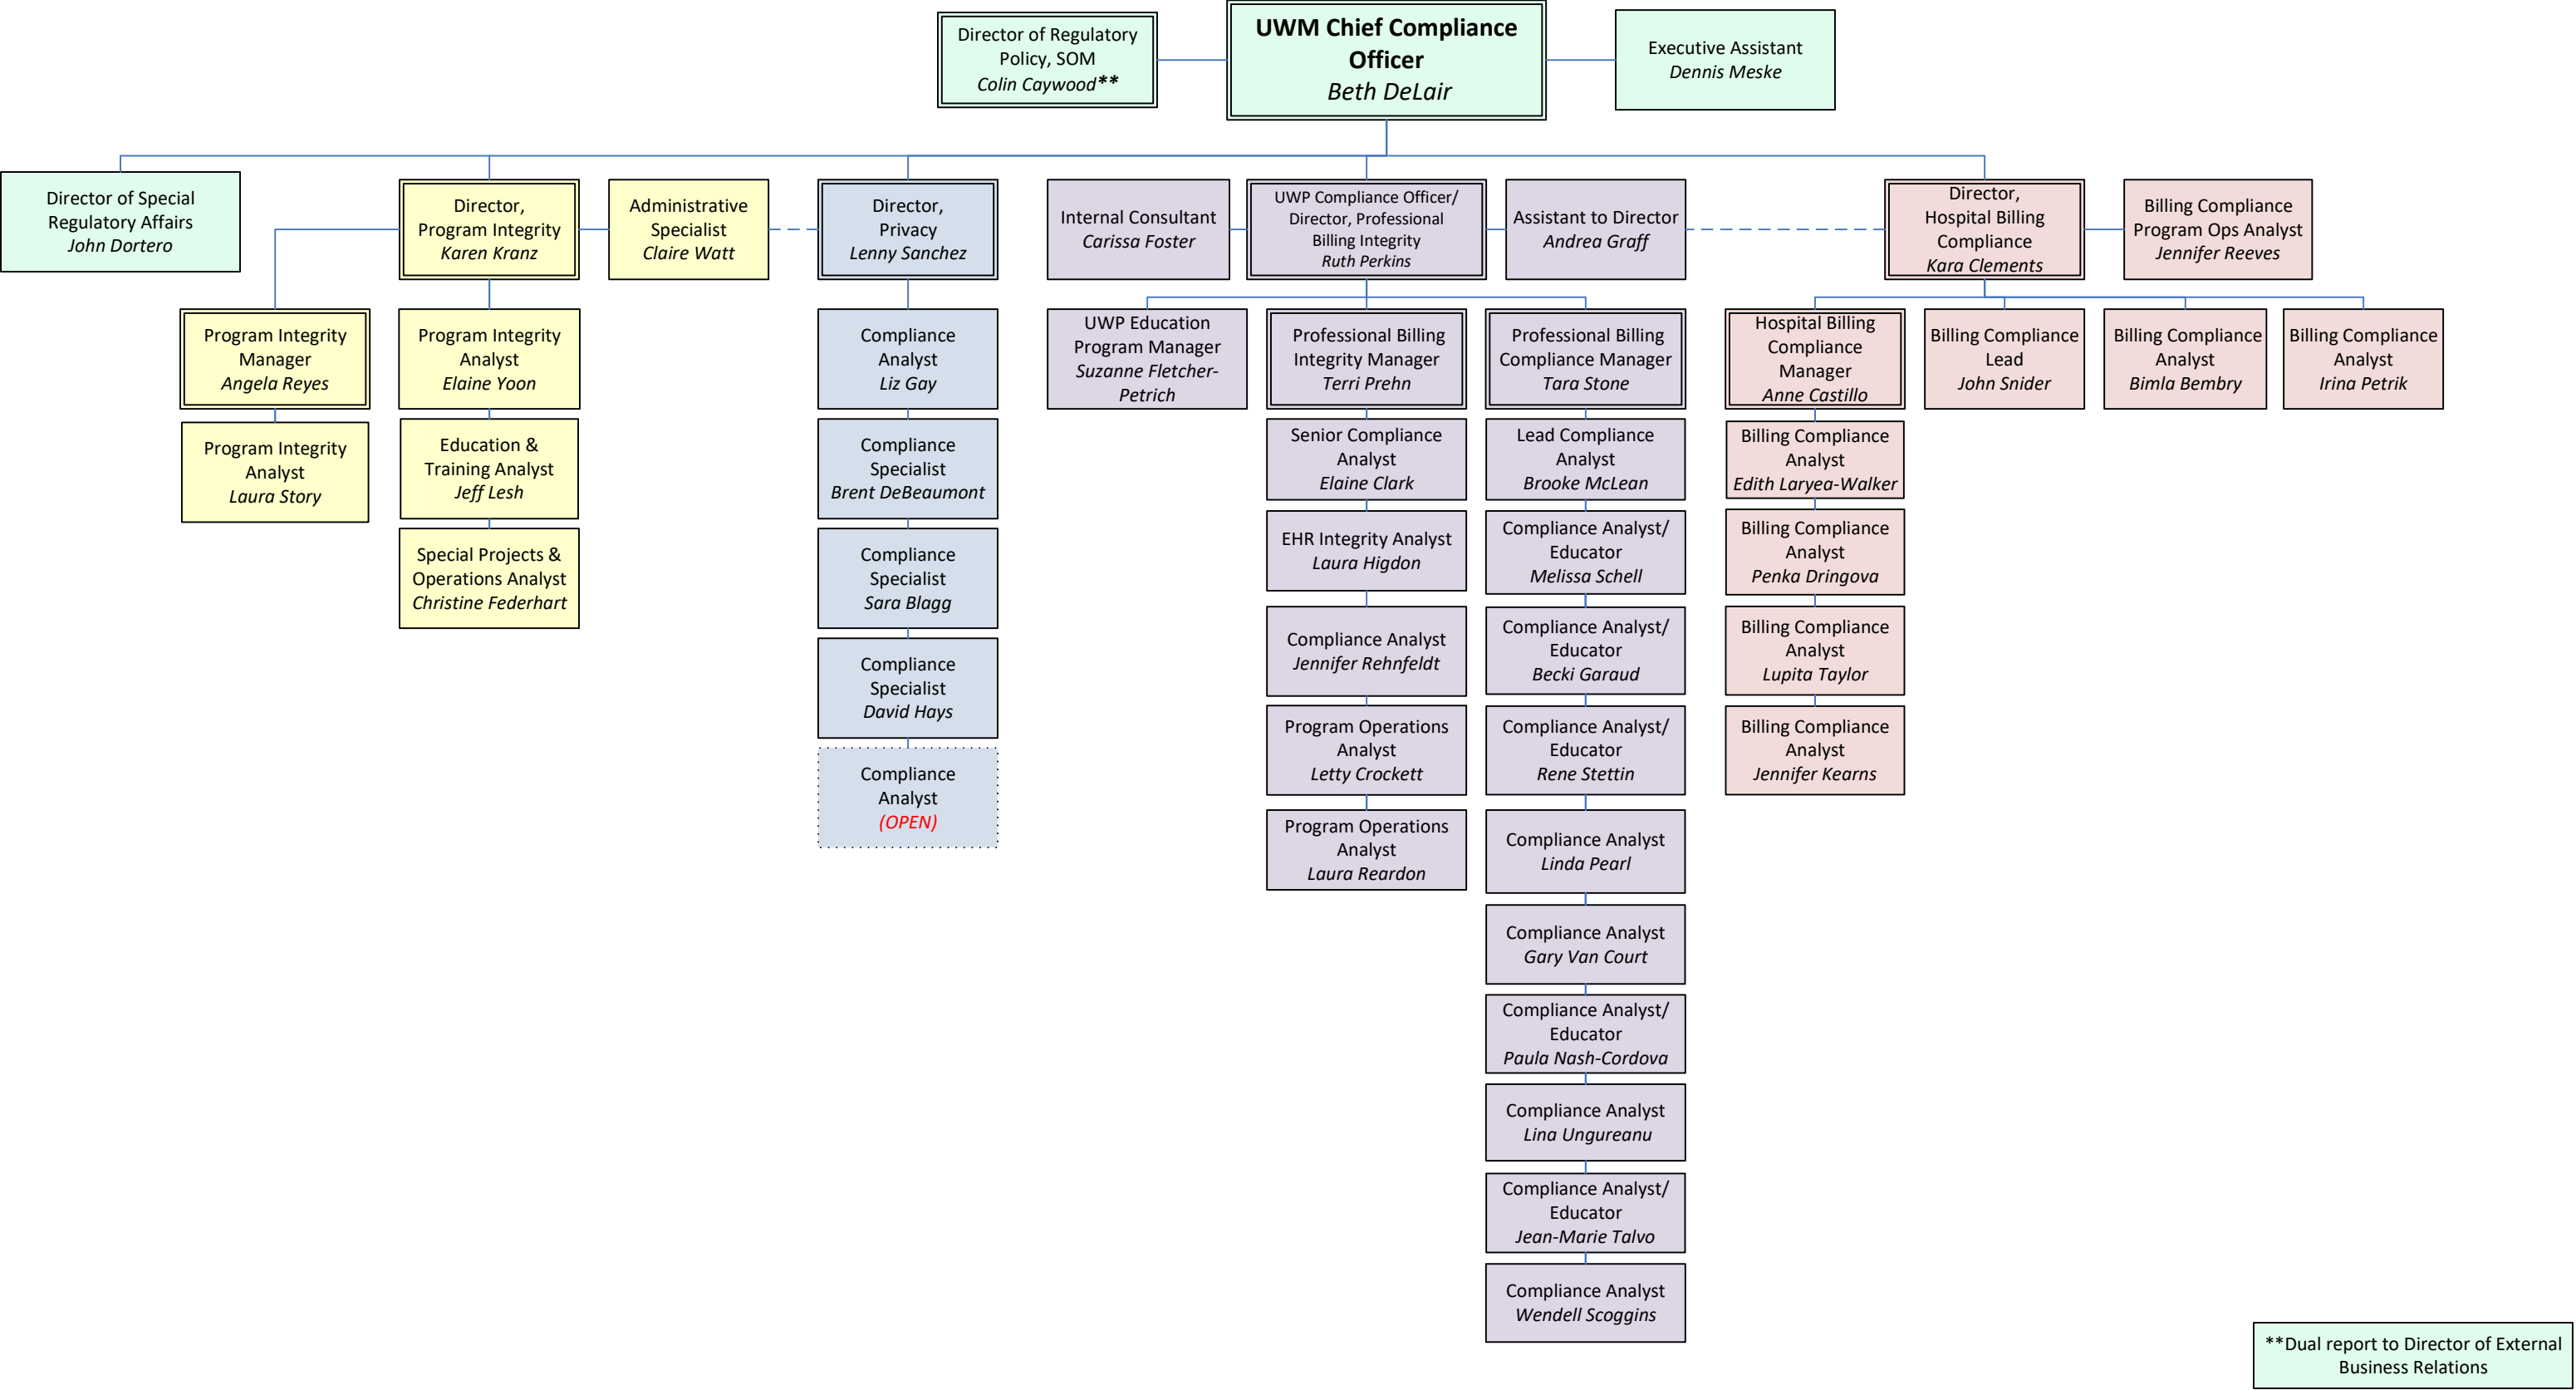 Director of Regulatory
Policy, SOM
Colin Caywood**
UWM Chief Compliance
Officer
Beth DeLair
Executive Assistant
Dennis Meske
Director of Special
Regulatory Affairs
John Dortero
Director,
Program Integrity
Karen Kranz
Administrative
Specialist
Claire Watt
Director,
Privacy
Lenny Sanchez
Internal Consultant
Carissa Foster
UWP Compliance Officer/
Director, Professional
Billing Integrity
Ruth Perkins
Assistant to Director
Andrea Graff
Director,
Hospital Billing
Compliance
Kara Clements
Billing Compliance
Program Ops Analyst
Jennifer Reeves
Program Integrity
Manager
Angela Reyes
Program Integrity
Analyst
Laura Story
Program Integrity
Analyst
Elaine Yoon
Education &
Training Analyst
Jeff Lesh
Special Projects &
Operations Analyst
Christine Federhart
Compliance
Analyst
Liz Gay
Compliance
Specialist
Brent DeBeaumont
Compliance
Specialist
Sara Blagg
Compliance
Specialist
David Hays
Compliance
Analyst
(OPEN)
UWP Education
Program Manager
Suzanne Fletcher-
Petrich
Professional Billing
Integrity Manager
Terri Prehn
Senior Compliance
Analyst
Elaine Clark
EHR Integrity Analyst
Laura Higdon
Compliance Analyst
Jennifer Rehnfeldt
Program Operations
Analyst
Letty Crockett
Program Operations
Analyst
Laura Reardon
Professional Billing
Compliance Manager
Tara Stone
Lead Compliance
Analyst
Brooke McLean
Compliance Analyst/
Educator
Melissa Schell
Compliance Analyst/
Educator
Becki Garaud
Compliance Analyst/
Educator
Rene Stettin
Compliance Analyst
Linda Pearl
Compliance Analyst
Gary Van Court
Compliance Analyst/
Educator
Paula Nash-Cordova
Compliance Analyst
Lina Ungureanu
Compliance Analyst/
Educator
Jean-Marie Talvo
Compliance Analyst
Wendell Scoggins
Hospital Billing
Compliance
Manager
Anne Castillo
Billing Compliance
Analyst
Edith Laryea-Walker
Billing Compliance
Analyst
Penka Dringova
Billing Compliance
Analyst
Lupita Taylor
Billing Compliance
Analyst
Jennifer Kearns
Billing Compliance
Lead
John Snider
Billing Compliance
Analyst
Bimla Bembry
Billing Compliance
Analyst
Irina Petrik
**Dual report to Director of External
Business Relations